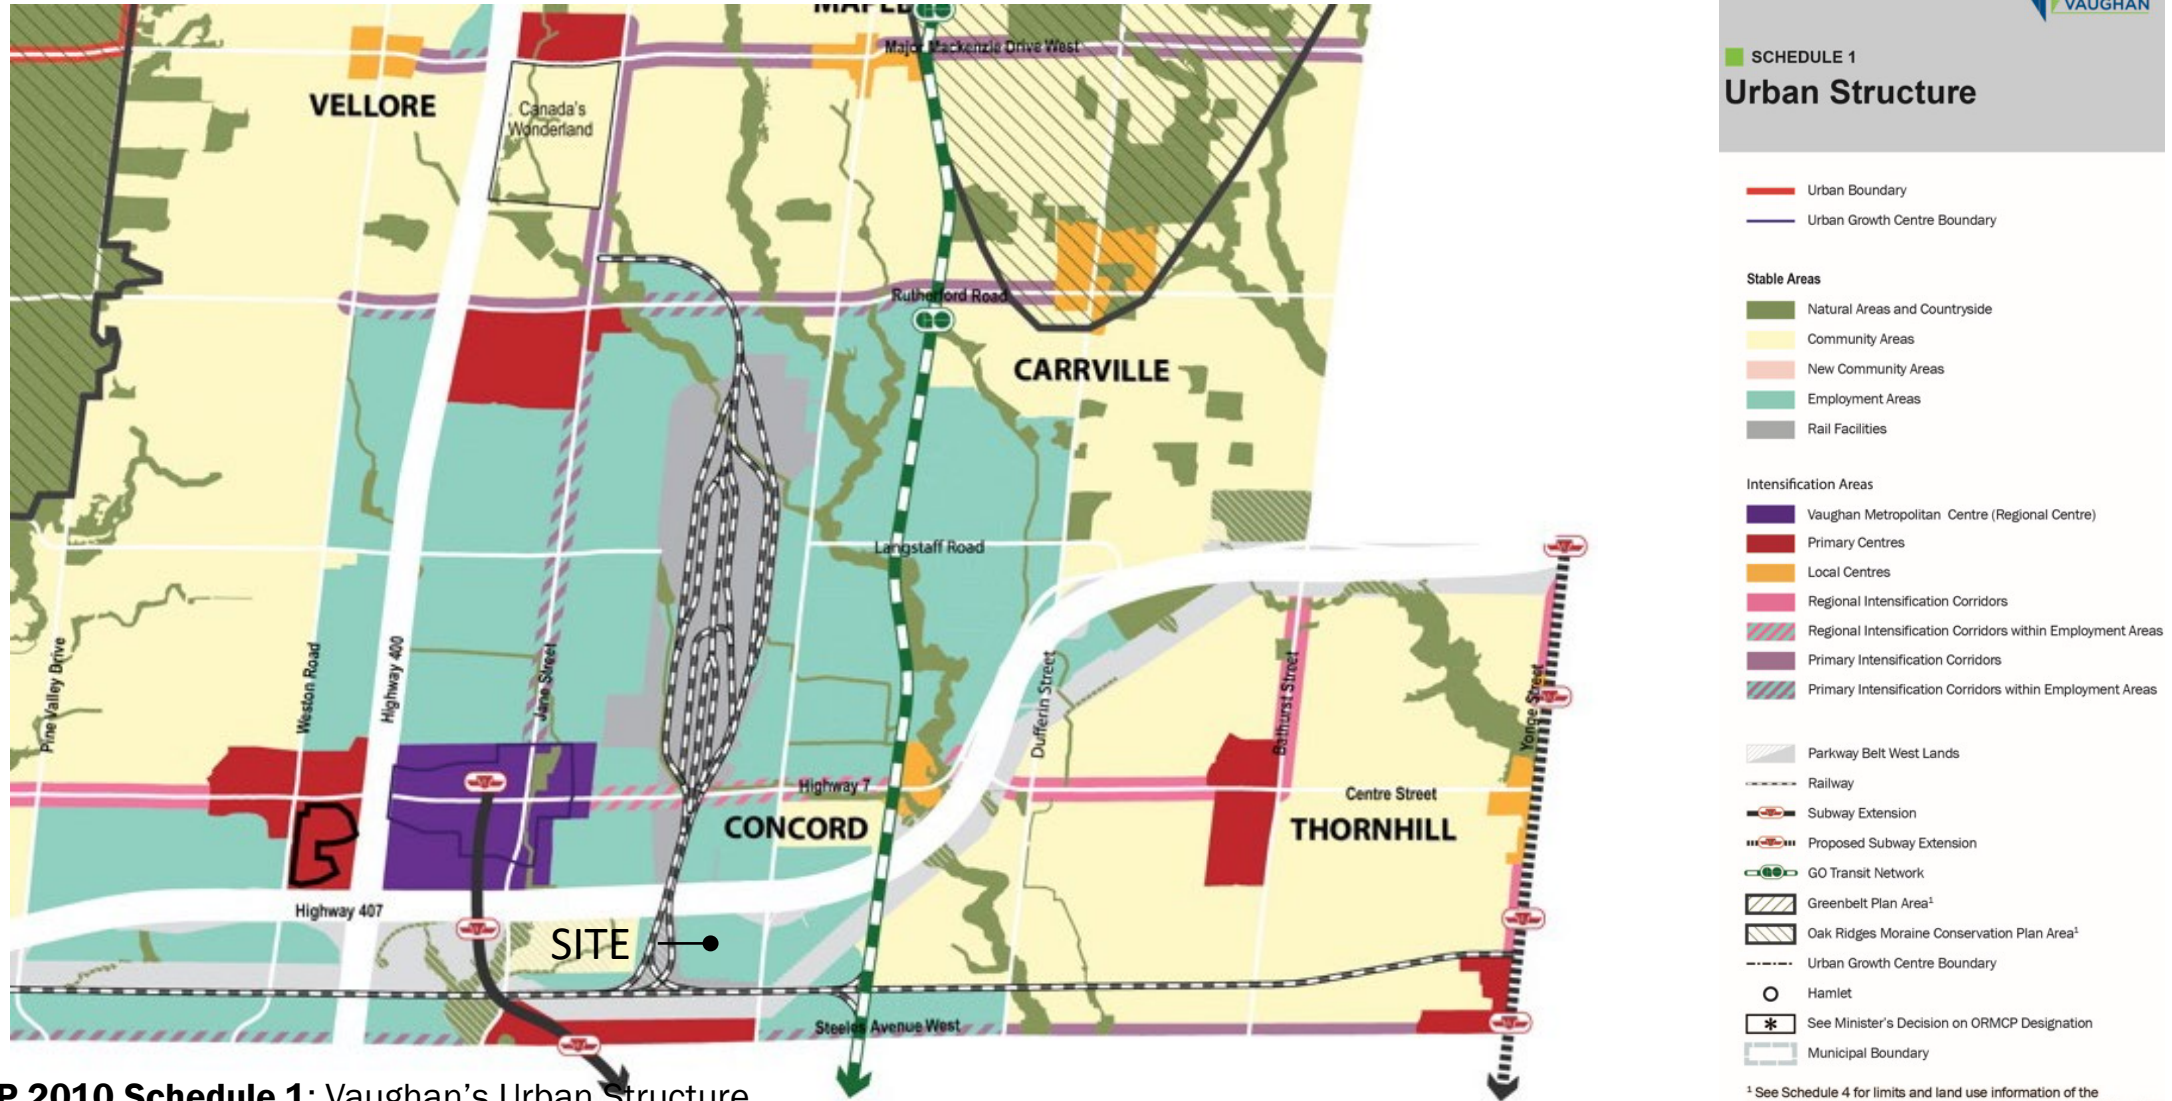 MAPLE
Major Mackenzie Drive West
VELLORE
Canada's
Wonderland
Rutherford Road
CARRVILLE
Langstaff Road
Pine Valley Drive
Weston Road
Highway 400
Jane Street
Dufferin Street
Bathurst Street
Yonge Street
Highway 7
Centre Street
CONCORD
THORNHILL
Highway 407
SITE
Steeles Avenue West
P 2010 Schedule 1: Vaughan's Urban Structure
VAUGHAN
SCHEDULE 1
Urban Structure
Urban Boundary
Urban Growth Centre Boundary
Stable Areas
Natural Areas and Countryside
Community Areas
New Community Areas
Employment Areas
Rail Facilities
Intensification Areas
Vaughan Metropolitan Centre (Regional Centre)
Primary Centres
Local Centres
Regional Intensification Corridors
Regional Intensification Corridors within Employment Areas
Primary Intensification Corridors
Primary Intensification Corridors within Employment Areas
Parkway Belt West Lands
Railway
Subway Extension
Proposed Subway Extension
GO Transit Network
Greenbelt Plan Area¹
Oak Ridges Moraine Conservation Plan Area¹
Urban Growth Centre Boundary
Hamlet
See Minister's Decision on ORMCP Designation
Municipal Boundary
¹ See Schedule 4 for limits and land use information of the